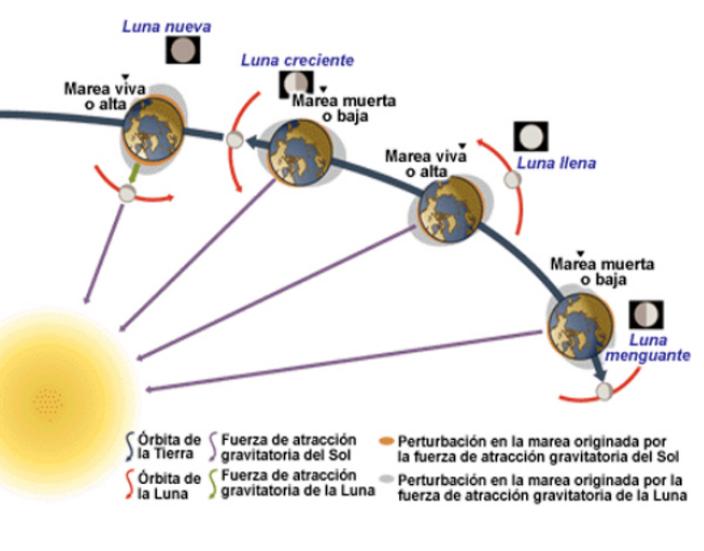 Luna nueva
Luna creciente
Marea viva
o alta
Marea muerta
o baja
Marea viva
o alta
Luna llena
Marea muerta
o baja
Luna
menguante
Órbita de
la Tierra
Fuerza de atracción
gravitatoria del Sol
Perturbación en la marea originada por
la fuerza de atracción gravitatoria del Sol
Órbita de
la Luna
Fuerza de atracción
gravitatoria de la Luna
Perturbación en la marea originada por la
fuerza de atracción gravitatoria de la Luna